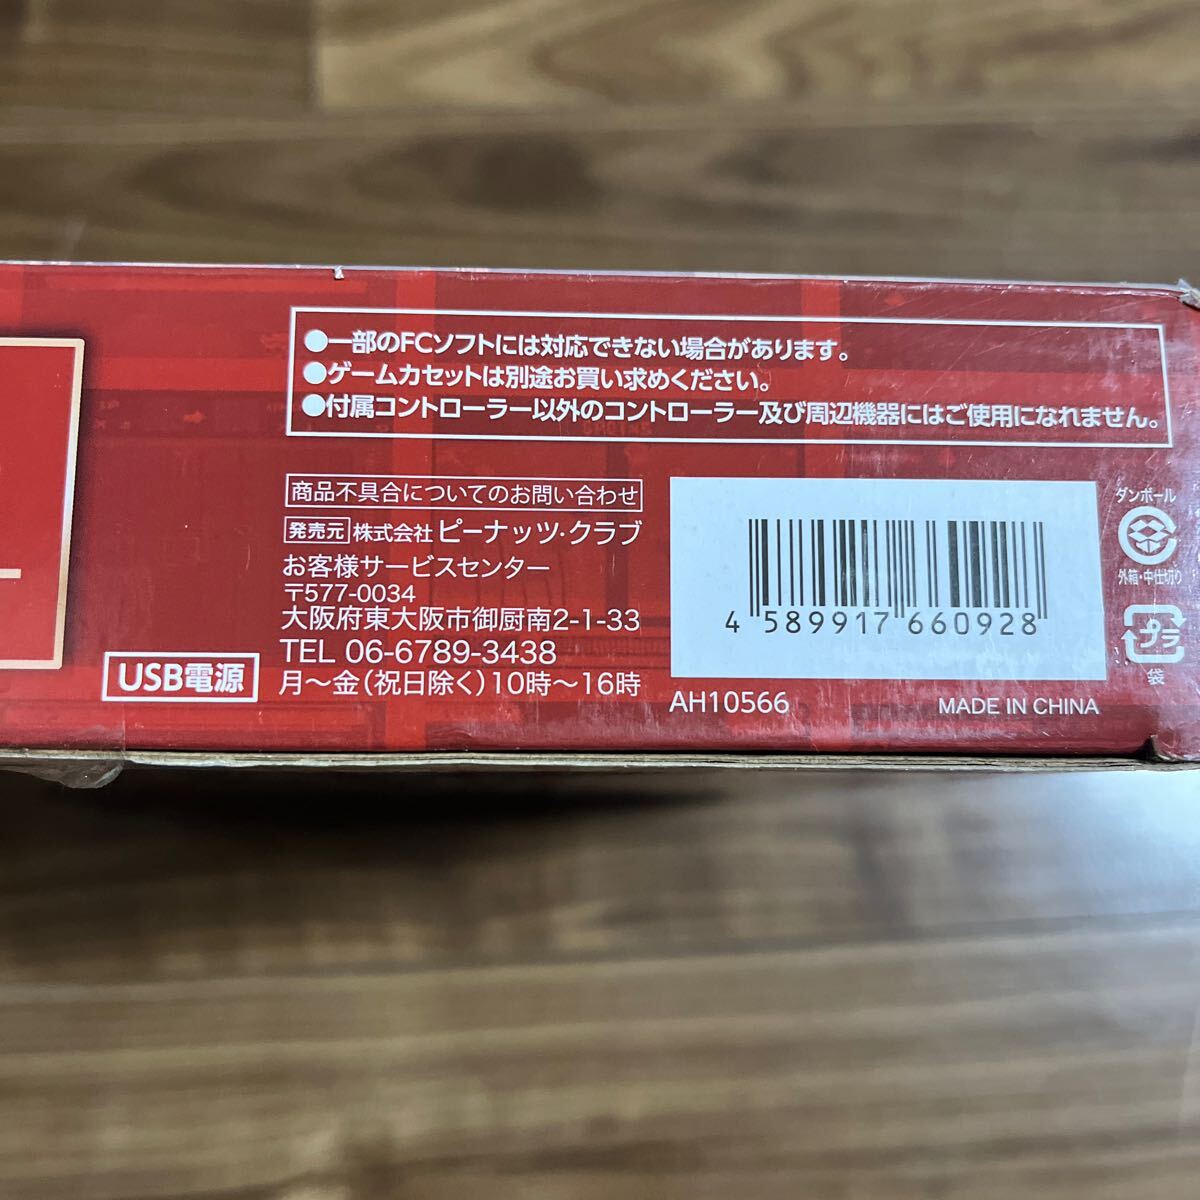 ●一部のFCソフトには対応できない場合があります。
●ゲームカセットは別途お買い求めください。
●付属コントローラー以外のコントローラー及び周辺機器にはご使用になれません。
商品不具合についてのお問い合わせ
発売元 株式会社 ピーナッツ・クラブ
お客様サービスセンター
〒577-0034
大阪府東大阪市御厨南2-1-33
TEL 06-6789-3438
月〜金(祝日除く)10時〜16時
USB電源
4 589917 660928
AH10566
MADE IN CHINA
ダンボール
外箱・中仕切り
プラ
袋